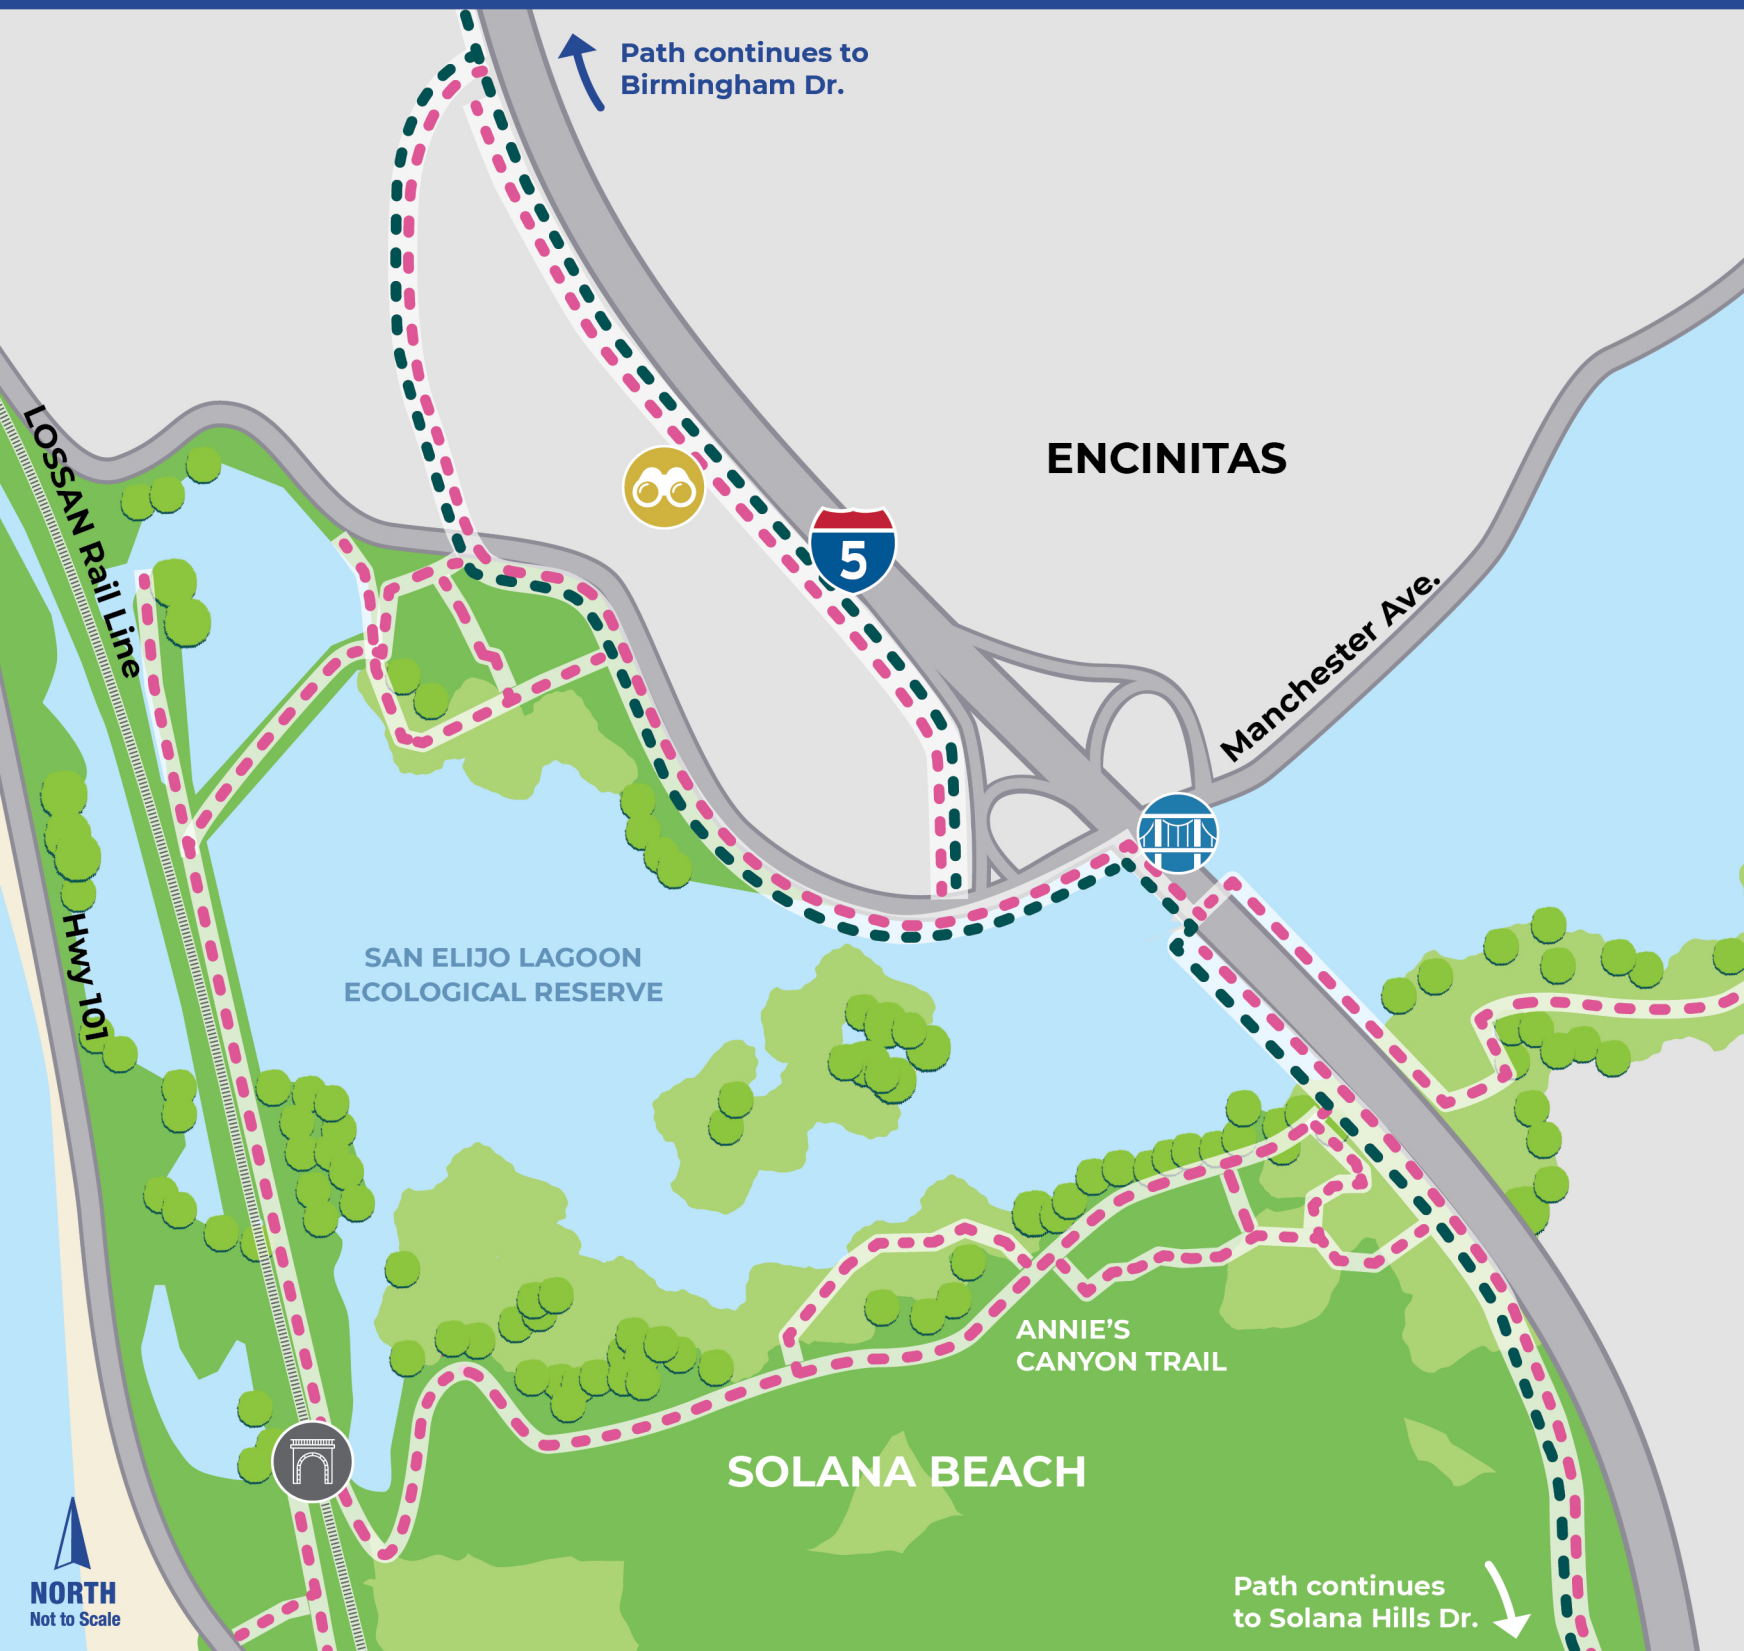 Path continues to
Birmingham Dr.
ENCINITAS
LOSSAN Rail Line
5
Manchester Ave.
Hwy 101
SAN ELIJO LAGOON
ECOLOGICAL RESERVE
ANNIE’S
CANYON TRAIL
SOLANA BEACH
NORTH
Not to Scale
Path continues
to Solana Hills Dr.